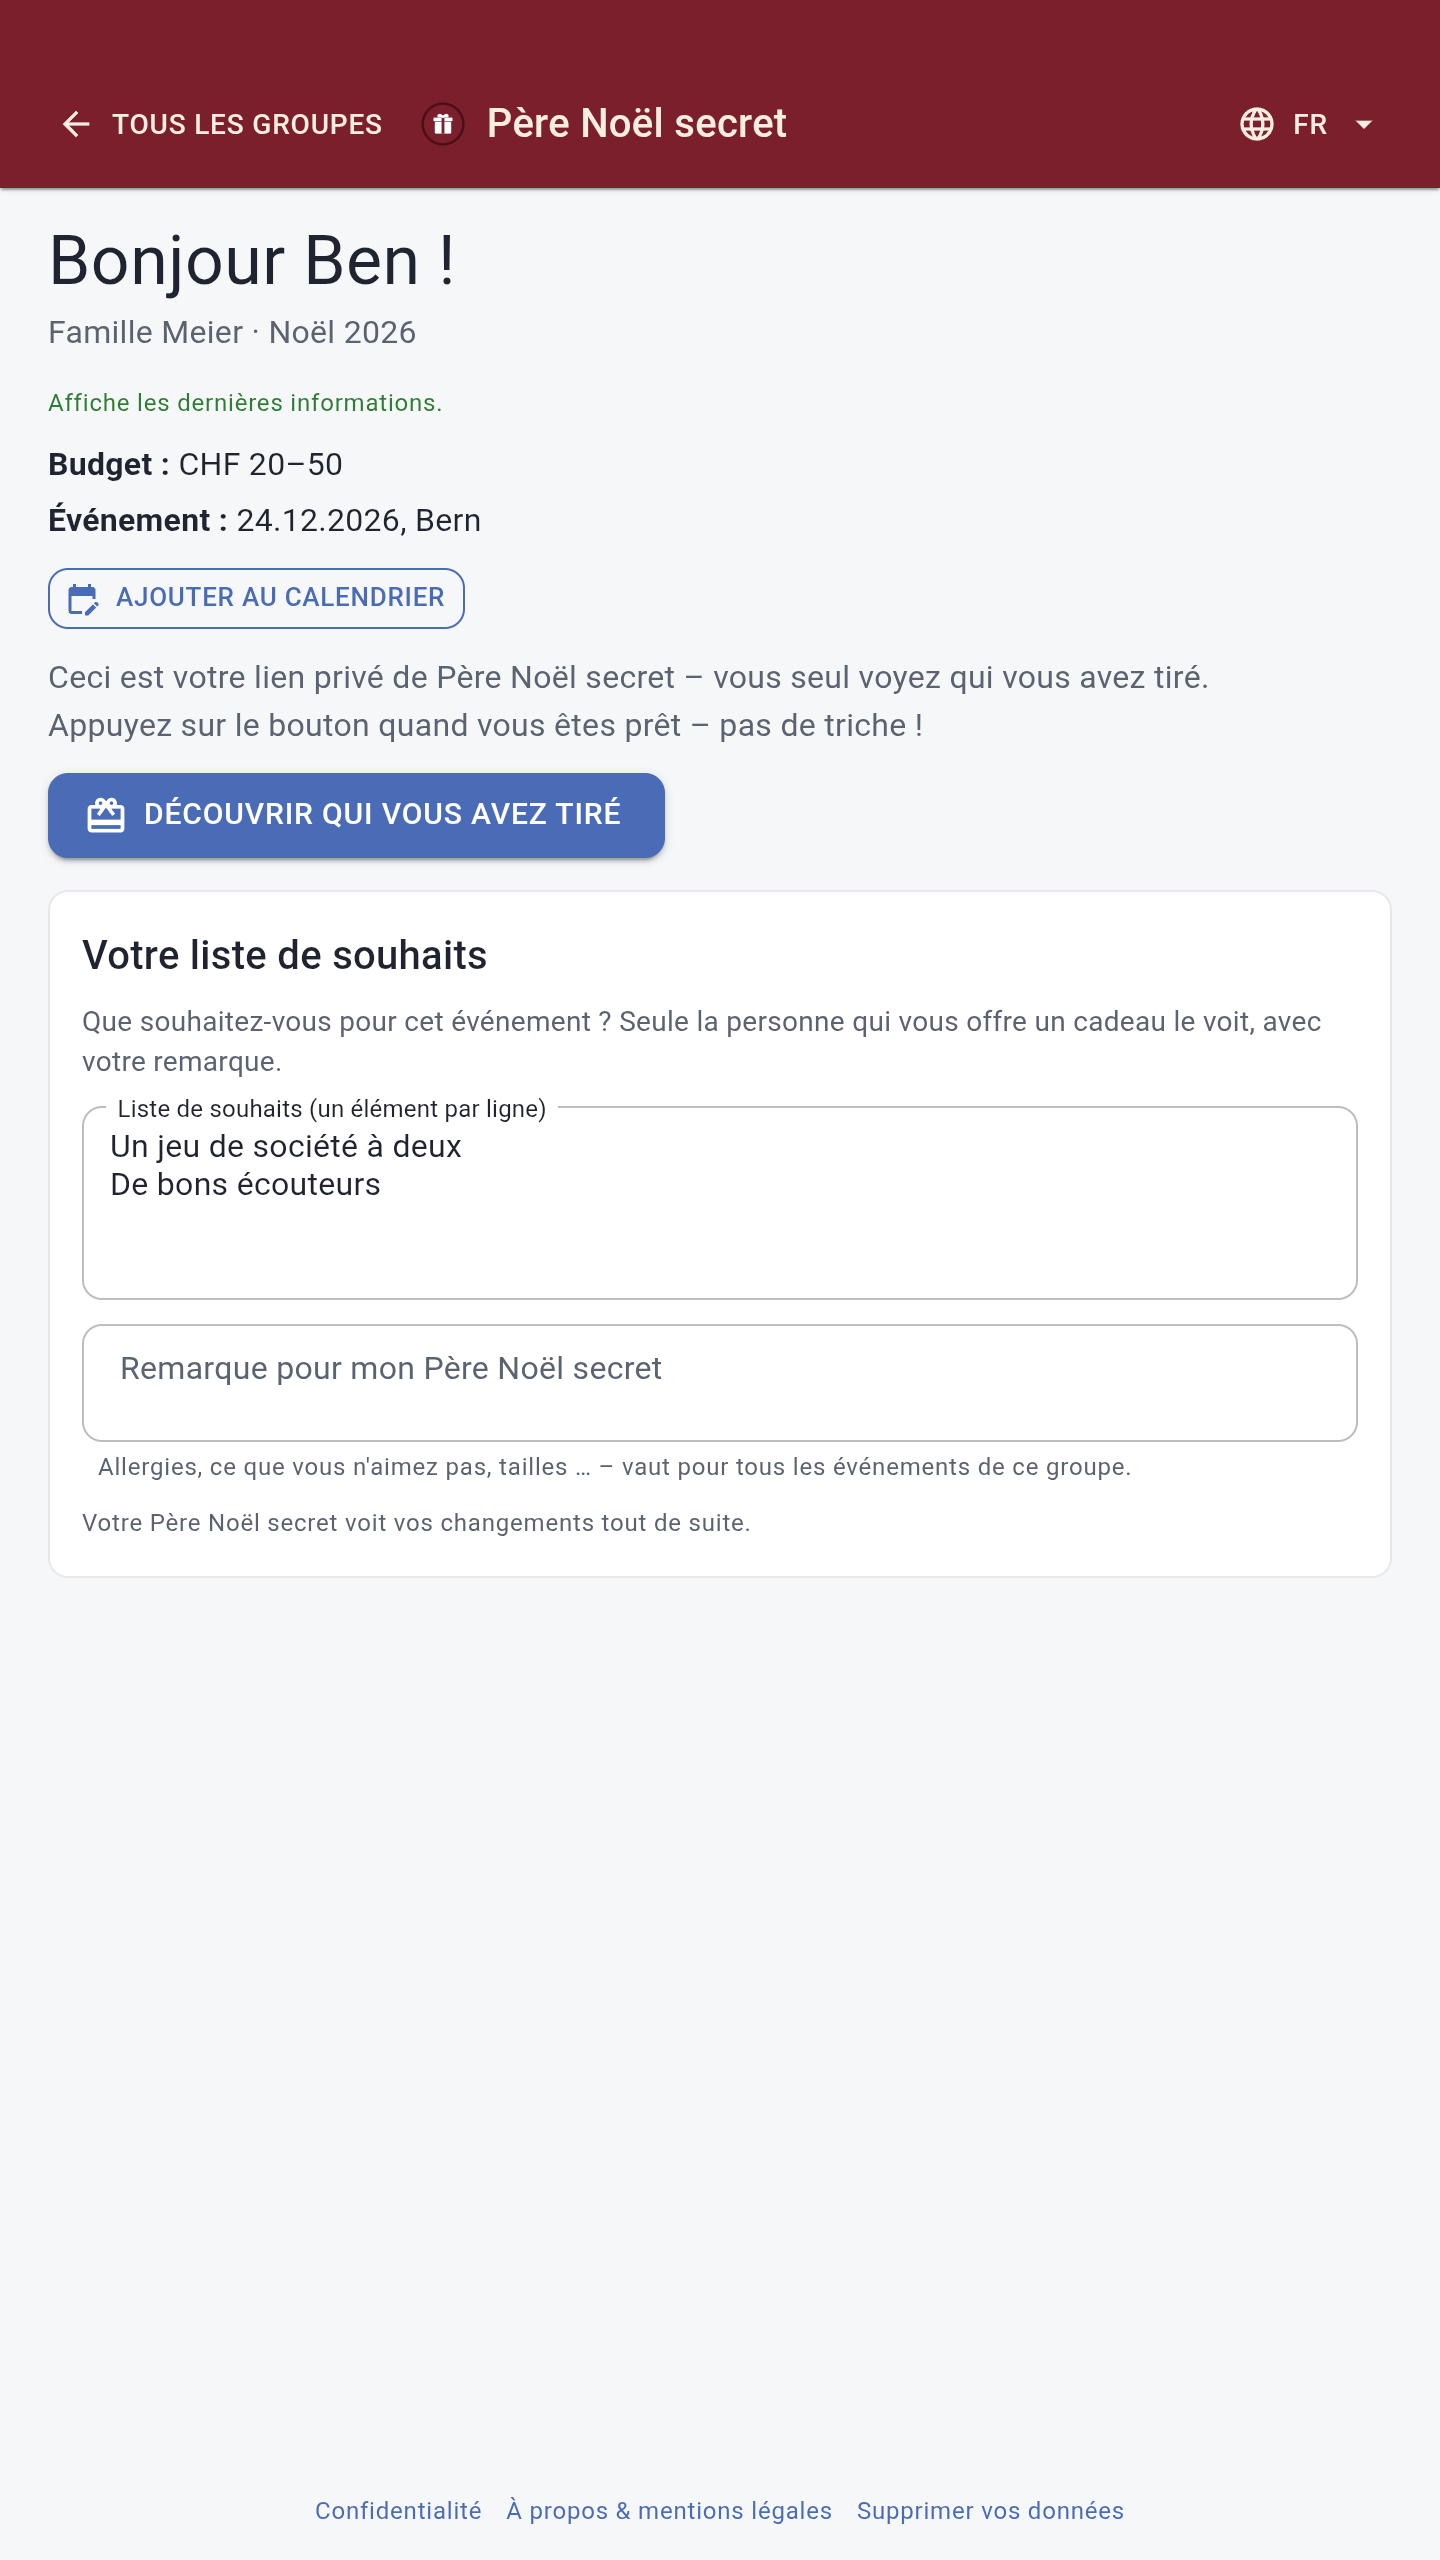 TOUS LES GROUPES
Père Noël secret
FR
Bonjour Ben !
Famille Meier · Noël 2026
Affiche les dernières informations.
Budget : CHF 20–50
Événement : 24.12.2026, Bern
AJOUTER AU CALENDRIER
Ceci est votre lien privé de Père Noël secret – vous seul voyez qui vous avez tiré.
Appuyez sur le bouton quand vous êtes prêt – pas de triche !
DÉCOUVRIR QUI VOUS AVEZ TIRÉ
Votre liste de souhaits
Que souhaitez-vous pour cet événement ? Seule la personne qui vous offre un cadeau le voit, avec
votre remarque.
Liste de souhaits (un élément par ligne)
Un jeu de société à deux
De bons écouteurs
Remarque pour mon Père Noël secret
Allergies, ce que vous n'aimez pas, tailles … – vaut pour tous les événements de ce groupe.
Votre Père Noël secret voit vos changements tout de suite.
Confidentialité À propos & mentions légales Supprimer vos données